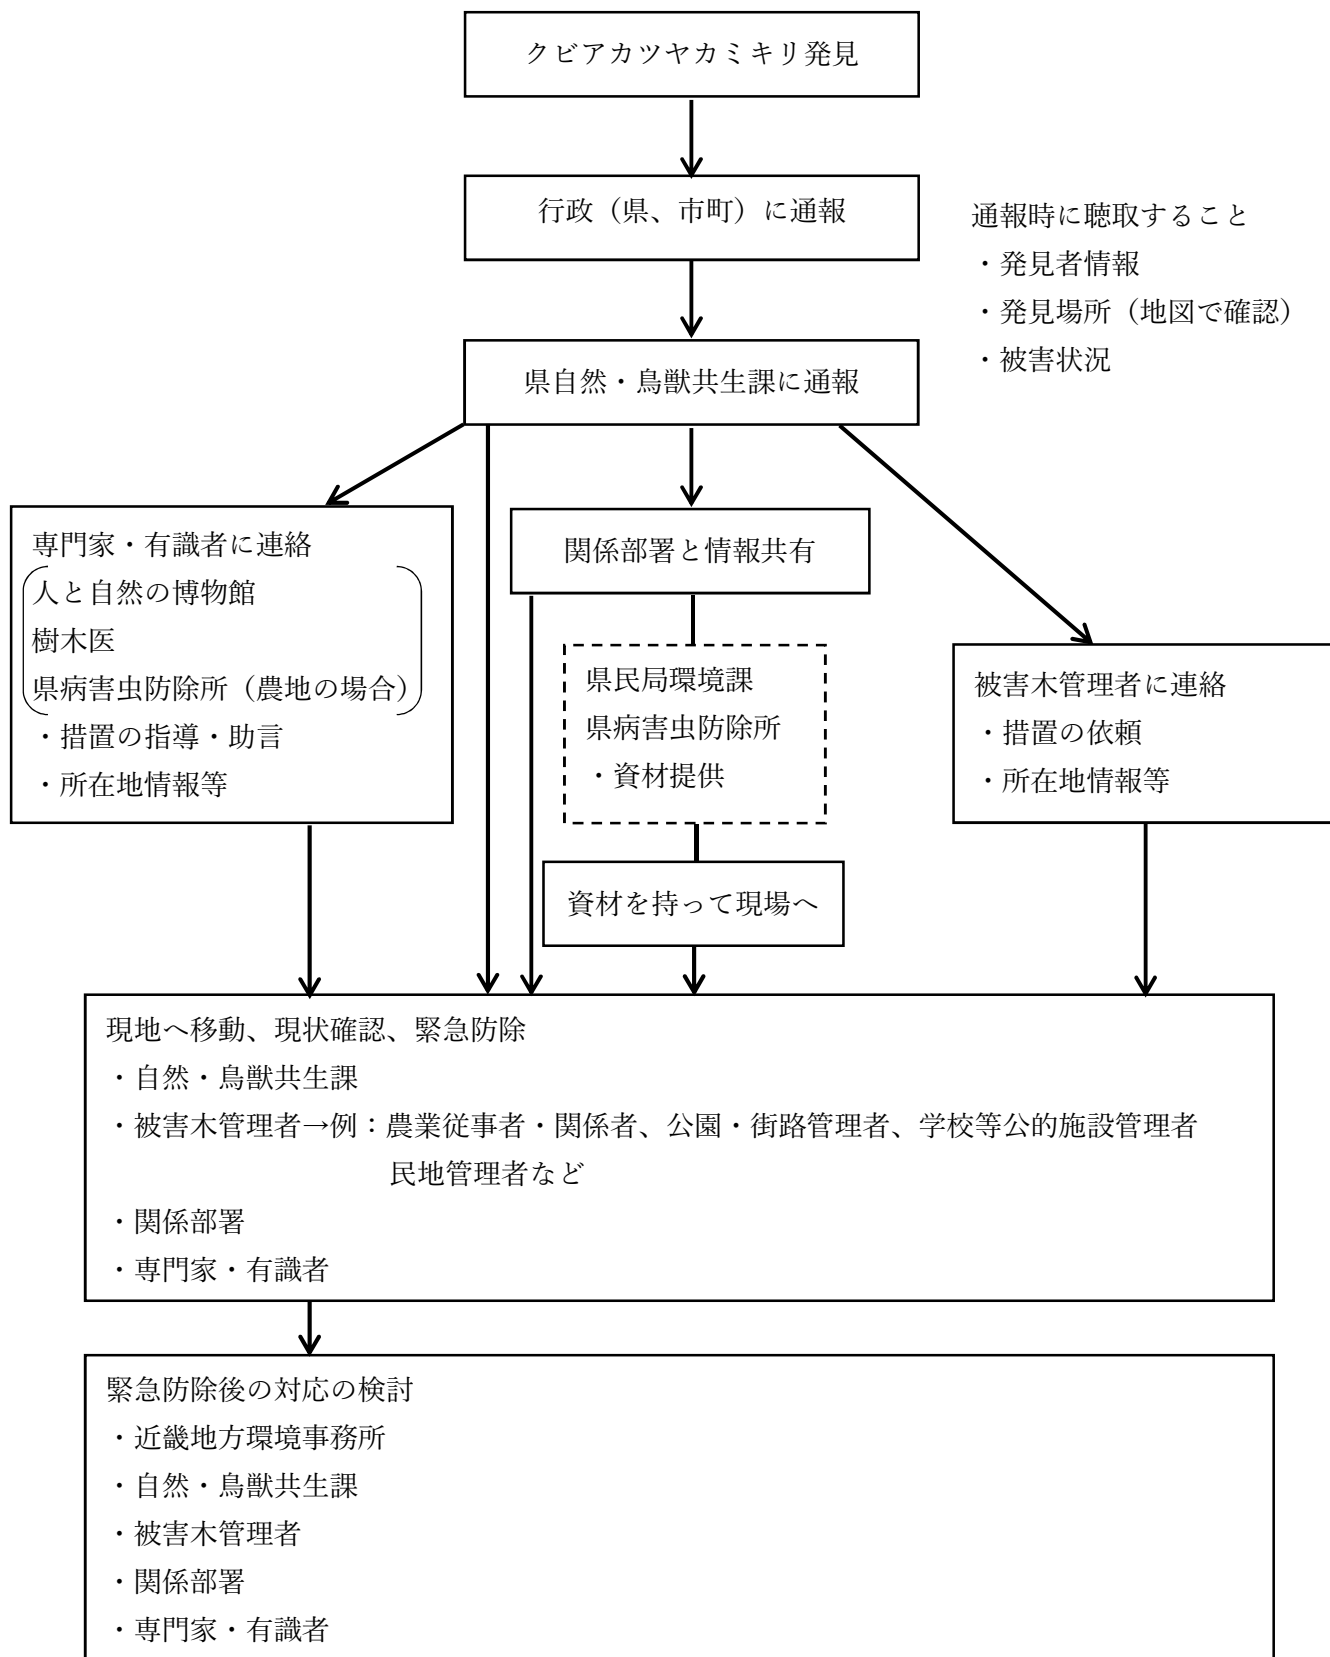 クビアカツヤカミキリ発見
行政（県、市町）に通報
通報時に聴取すること
・発見者情報
・発見場所（地図で確認）
・被害状況
県自然・鳥獣共生課に通報
専門家・有識者に連絡
人と自然の博物館
樹木医
県病害虫防除所（農地の場合）
・措置の指導・助言
・所在地情報等
関係部署と情報共有
県民局環境課
県病害虫防除所
・資材提供
資材を持って現場へ
被害木管理者に連絡
・措置の依頼
・所在地情報等
現地へ移動、現状確認、緊急防除
・自然・鳥獣共生課
・被害木管理者→例：農業従事者・関係者、公園・街路管理者、学校等公的施設管理者
民地管理者など
・関係部署
・専門家・有識者
緊急防除後の対応の検討
・近畿地方環境事務所
・自然・鳥獣共生課
・被害木管理者
・関係部署
・専門家・有識者